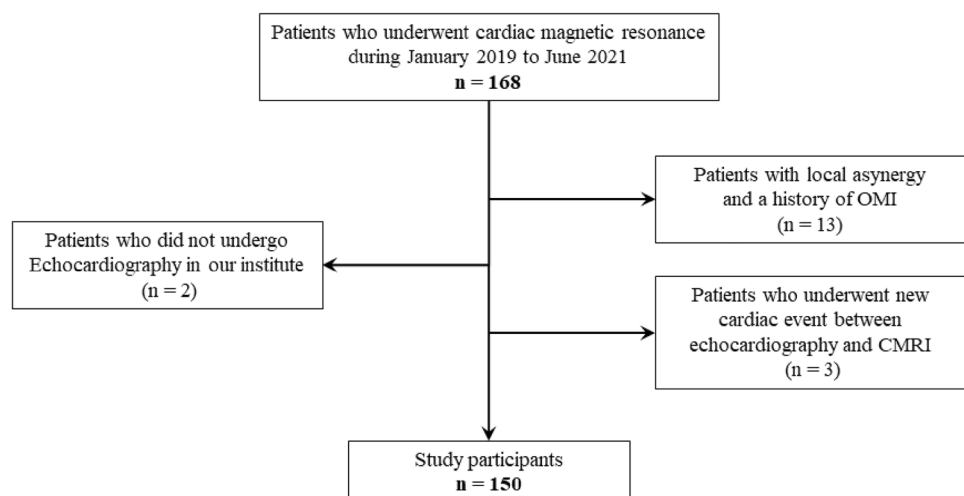 Patients who underwent cardiac magnetic resonance
during January 2019 to June 2021
n = 168
Patients with local asynergy
and a history of OMI
(n = 13)
Patients who did not undergo
Echocardiography in our institute
(n = 2)
Patients who underwent new
cardiac event between
echocardiography and CMRI
(n = 3)
Study participants
n = 150